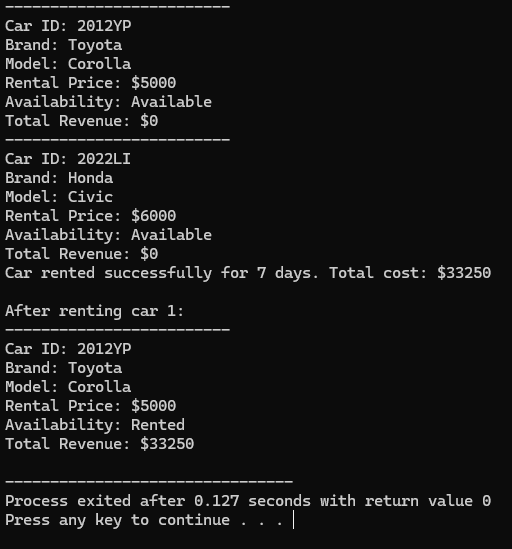 -------------------------
Car ID: 2012YP
Brand: Toyota
Model: Corolla
Rental Price: $5000
Availability: Available
Total Revenue: $0
-------------------------
Car ID: 2022LI
Brand: Honda
Model: Civic
Rental Price: $6000
Availability: Available
Total Revenue: $0
Car rented successfully for 7 days. Total cost: $33250

After renting car 1:
-------------------------
Car ID: 2012YP
Brand: Toyota
Model: Corolla
Rental Price: $5000
Availability: Rented
Total Revenue: $33250

--------------------------------
Process exited after 0.127 seconds with return value 0
Press any key to continue . . .